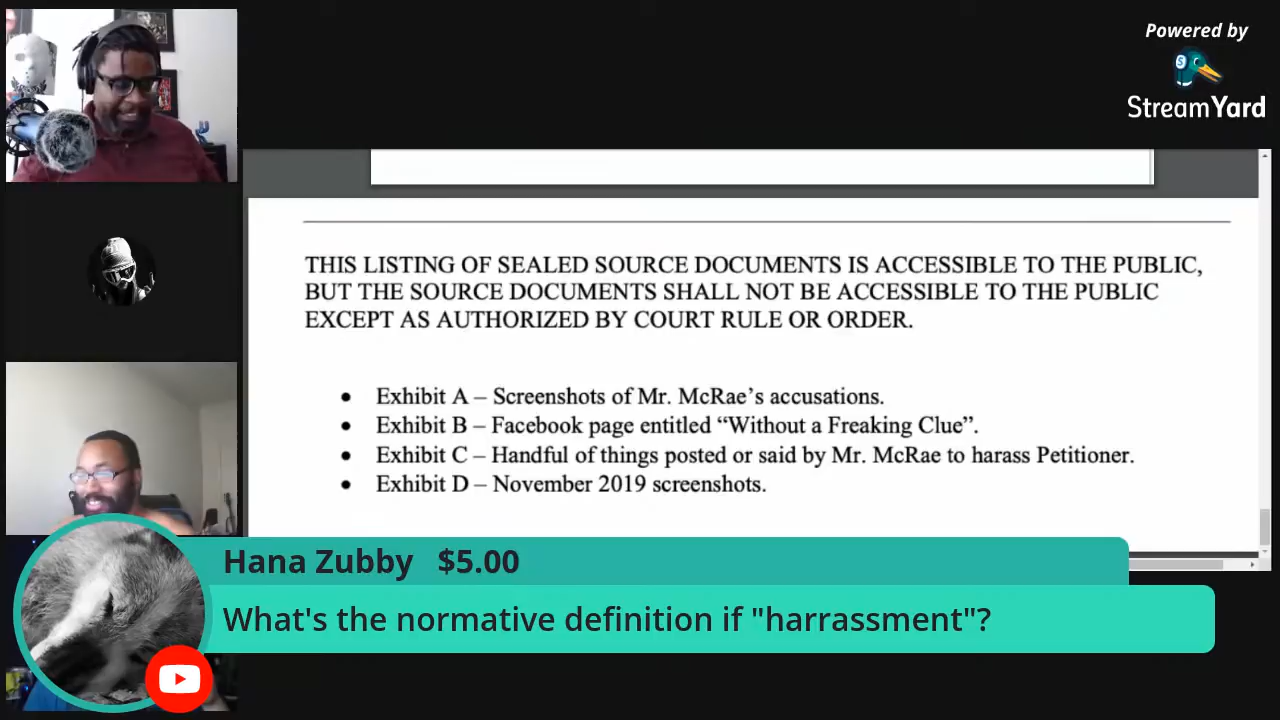 Powered by
StreamYard
THIS LISTING OF SEALED SOURCE DOCUMENTS IS ACCESSIBLE TO THE PUBLIC,
BUT THE SOURCE DOCUMENTS SHALL NOT BE ACCESSIBLE TO THE PUBLIC
EXCEPT AS AUTHORIZED BY COURT RULE OR ORDER.
• Exhibit A – Screenshots of Mr. McRae’s accusations.
• Exhibit B – Facebook page entitled “Without a Freaking Clue”.
• Exhibit C – Handful of things posted or said by Mr. McRae to harass Petitioner.
• Exhibit D – November 2019 screenshots.
Hana Zubby $5.00
What's the normative definition if "harrassment"?